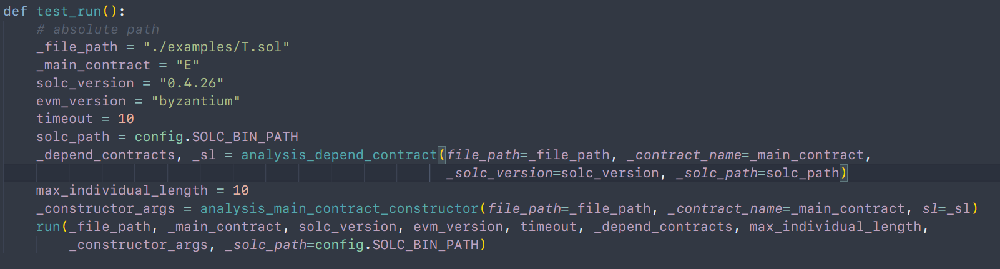 def test_run():
    # absolute path
    _file_path = "./examples/T.sol"
    _main_contract = "E"
    solc_version = "0.4.26"
    evm_version = "byzantium"
    timeout = 10
    solc_path = config.SOLC_BIN_PATH
    _depend_contracts, _sl = analysis_depend_contract(file_path=_file_path, _contract_name=_main_contract,
                                                      _solc_version=solc_version, _solc_path=solc_path)
    max_individual_length = 10
    _constructor_args = analysis_main_contract_constructor(file_path=_file_path, _contract_name=_main_contract, sl=_sl)
    run(_file_path, _main_contract, solc_version, evm_version, timeout, _depend_contracts, max_individual_length,
        _constructor_args, _solc_path=config.SOLC_BIN_PATH)